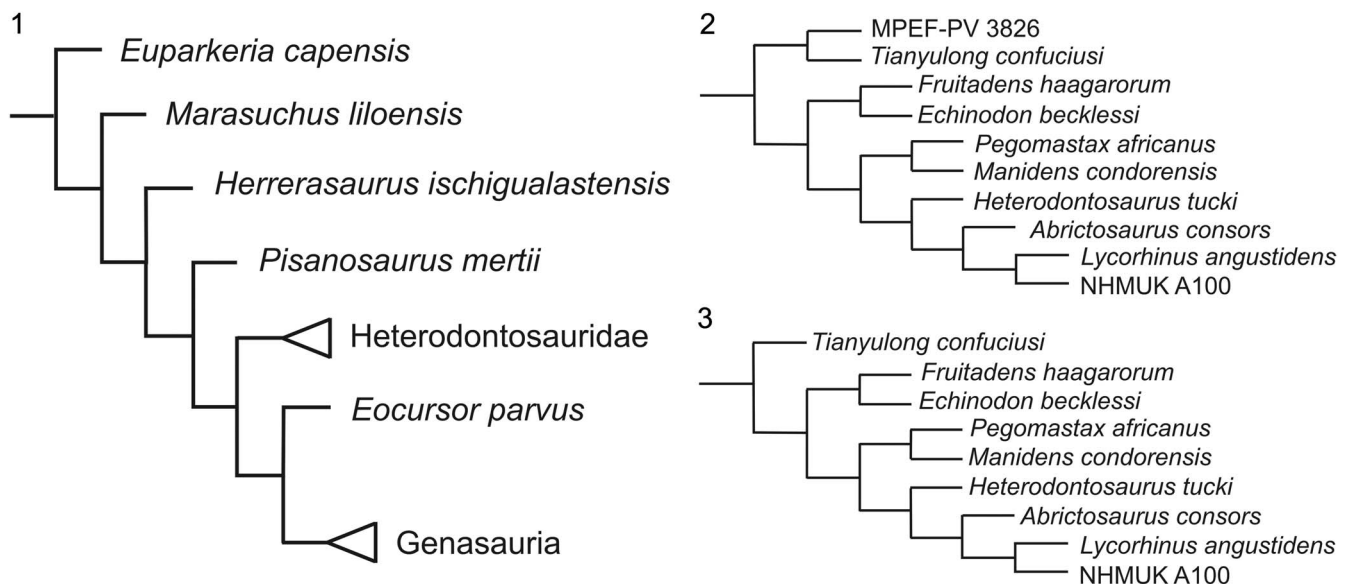 1
Euparkeria capensis
Marasuchus liloensis
Herrerasaurus ischigualastensis
Pisanosaurus mertii
Heterodontosauridae
Eocursor parvus
Genasauria
2
MPEF-PV 3826
Tianyulong confuciusi
Fruitadens haagarorum
Echinodon becklessi
Pegomastax africanus
Manidens condorensis
Heterodontosaurus tucki
Abrictosaurus consors
Lycorhinus angustidens
NHMUK A100
3
Tianyulong confuciusi
Fruitadens haagarorum
Echinodon becklessi
Pegomastax africanus
Manidens condorensis
Heterodontosaurus tucki
Abrictosaurus consors
Lycorhinus angustidens
NHMUK A100